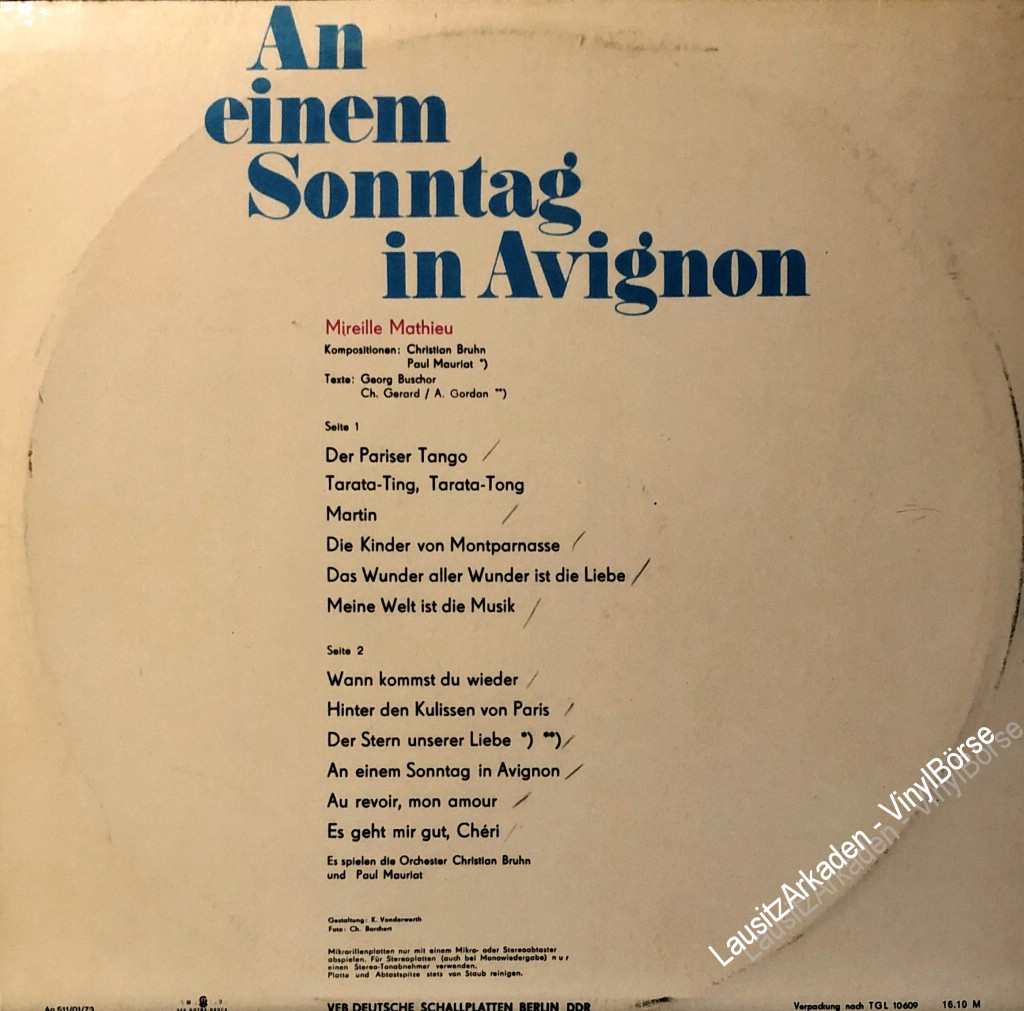 An
einem
Sonntag
in Avignon
Mireille Mathieu
Kompositionen: Christian Bruhn
Paul Mauriat *)
Texte: Georg Buschor
Ch. Gerard / A. Gordan **)
Seite 1
Der Pariser Tango
Tarata-Ting, Tarata-Tong
Martin
Die Kinder von Montparnasse
Das Wunder aller Wunder ist die Liebe
Meine Welt ist die Musik
Seite 2
Wann kommst du wieder
Hinter den Kulissen von Paris
Der Stern unserer Liebe *) **)
An einem Sonntag in Avignon
Au revoir, mon amour
Es geht mir gut, Chéri
Es spielen die Orchester Christian Bruhn
und Paul Mauriat
Gestaltung: K. Vonderwerth
Foto: Ch. Borchert
Mikrorillenplatten nur mit einem Mikro- oder Stereoabtaster
abspielen. Für Stereoplatten (auch bei Monowiedergabe) nur
einen Stereo-Tonabnehmer verwenden.
Platte und Abtastspitze stets von Staub reinigen.
Ag 511/01/73
VEB DEUTSCHE SCHALLPLATTEN BERLIN DDR
Verpackung nach TGL 10609 16.10 M
LausitzArkaden - VinylBörse